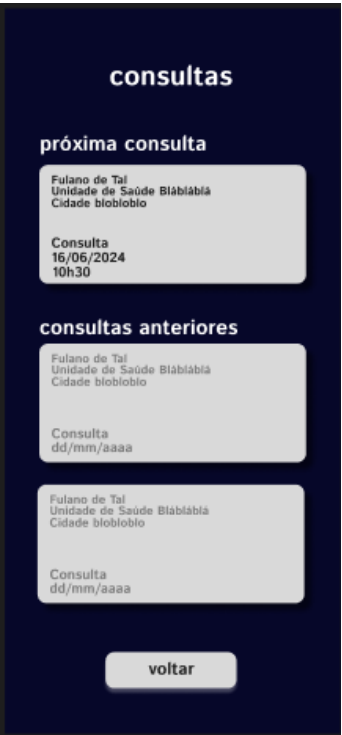 consultas
próxima consulta
Fulano de Tal
Unidade de Saúde Bláblábla
Cidade blobloblo
Consulta
16/06/2024
10h30
consultas anteriores
Fulano de Tal
Unidade de Saúde Bláblábla
Cidade blobloblo
Consulta
dd/mm/aaaa
Fulano de Tal
Unidade de Saúde Bláblábla
Cidade blobloblo
Consulta
dd/mm/aaaa
voltar